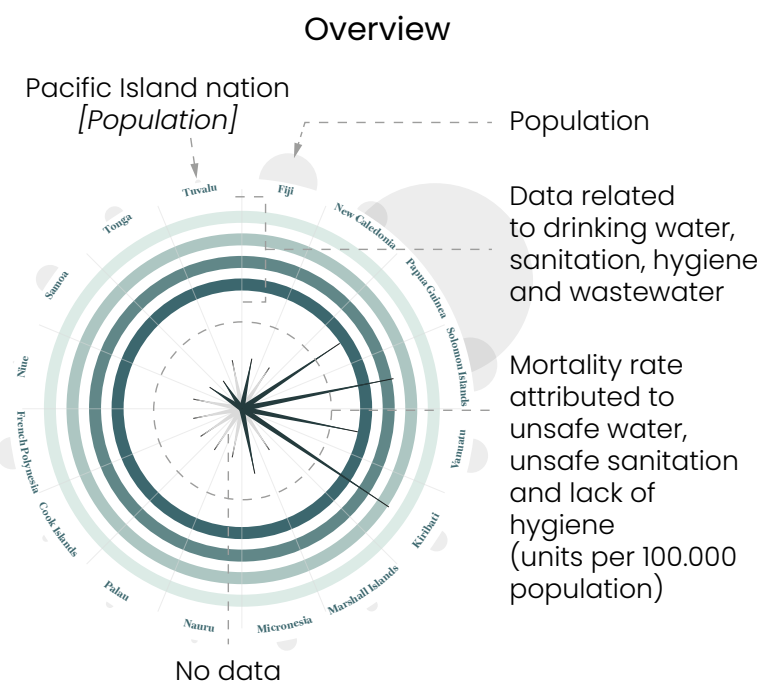 Overview
Pacific Island nation
[Population]
Population
Data related
to drinking water,
sanitation, hygiene
and wastewater
Mortality rate
attributed to
unsafe water,
unsafe sanitation
and lack of
hygiene
(units per 100.000
population)
Tuvalu
Fiji
New Caledonia
Papua Guinea
Solomon Islands
Vanuatu
Kiribati
Marshall Islands
Micronesia
Nauru
Palau
Cook Islands
French Polynesia
Niue
Samoa
Tonga
No data